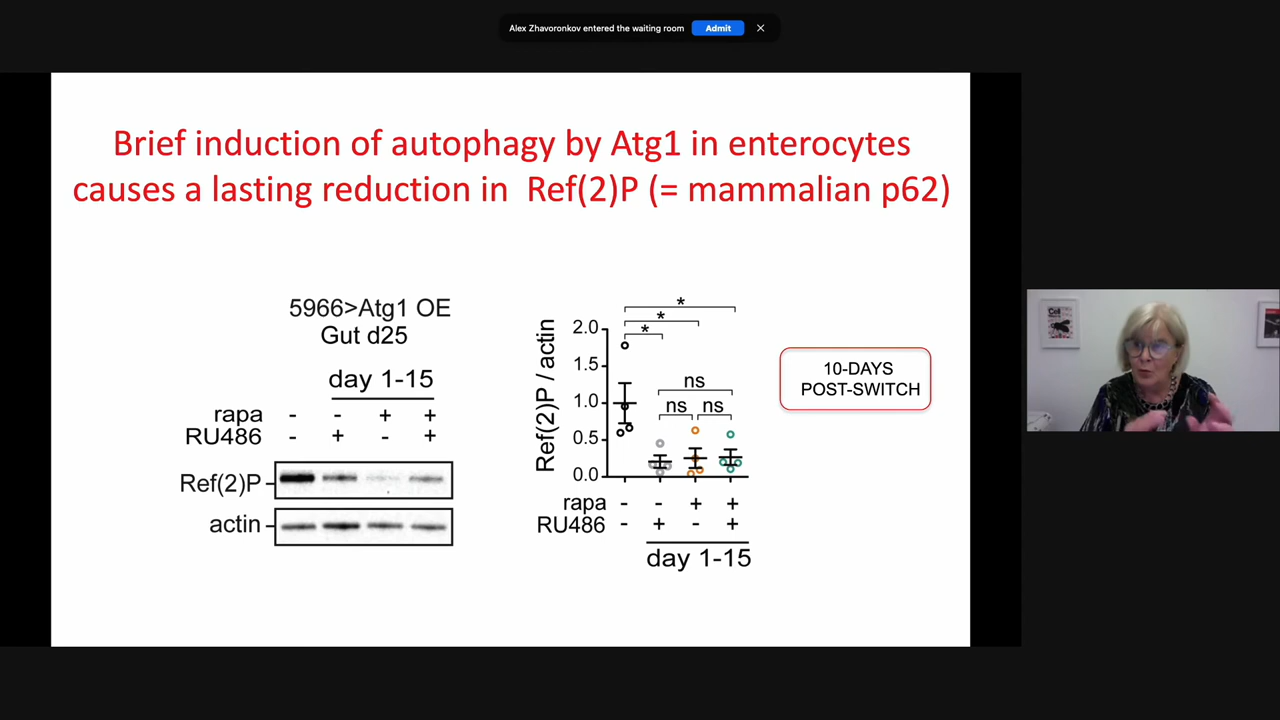 Alex Zhavoronkov entered the waiting room Admit
Brief induction of autophagy by Atg1 in enterocytes
causes a lasting reduction in Ref(2)P (= mammalian p62)
5966>Atg1 OE
Gut d25
day 1-15
rapa - - + +
RU486 - + - +
Ref(2)P
actin
Ref(2)P / actin
2.0
1.5
1.0
0.5
0.0
*
*
*
ns
ns ns
rapa - - + +
RU486 - + - +
day 1-15
10-DAYS
POST-SWITCH
Cell